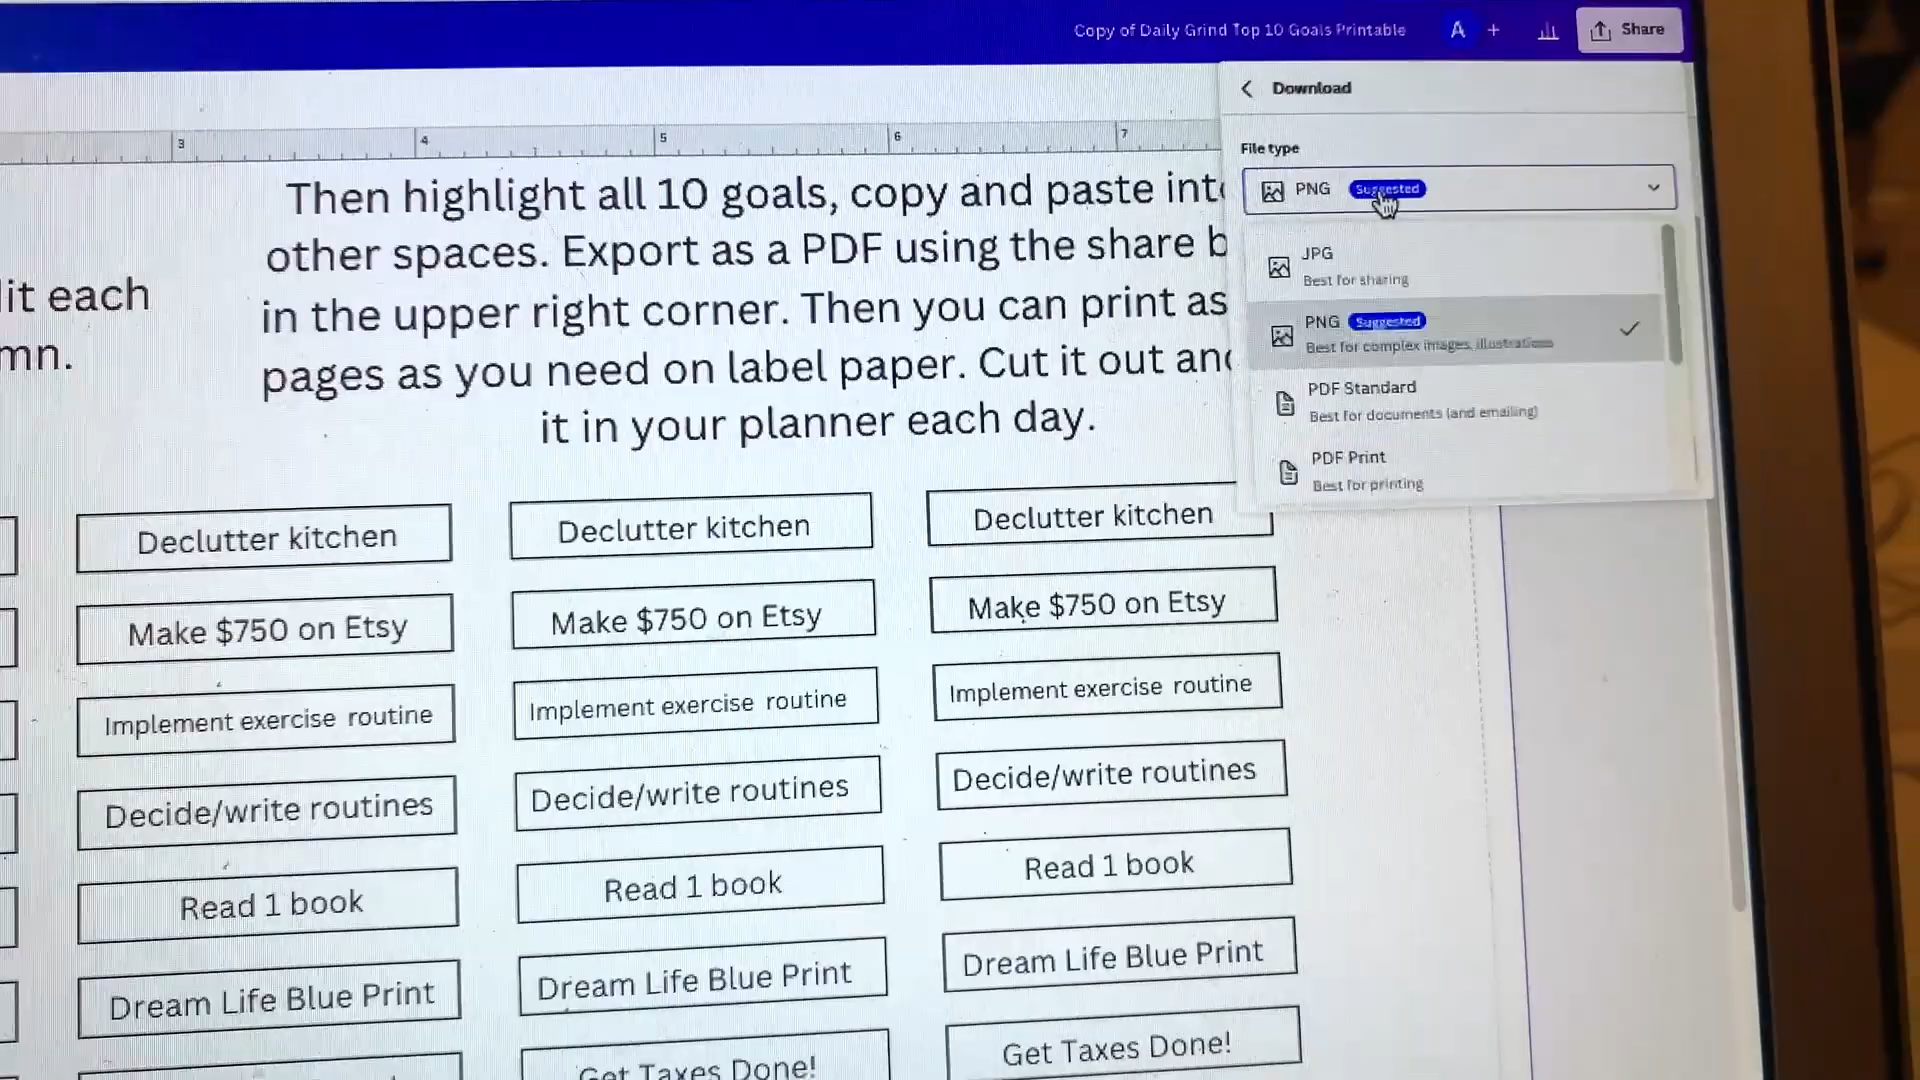 Copy of Daily Grind Top 10 Goals Printable A + Share
Download
File type
PNG Suggested
JPG
Best for sharing
PNG Suggested
Best for complex images, illustrations
PDF Standard
Best for documents (and emailing)
PDF Print
Best for printing
3 4 5 6 7
each
Then highlight all 10 goals, copy and paste
other spaces. Export as a PDF using the share
in the upper right corner. Then you can print as
pages as you need on label paper. Cut it out
it in your planner each day.
Declutter kitchen Declutter kitchen Declutter kitchen
Make $750 on Etsy Make $750 on Etsy Make $750 on Etsy
Implement exercise routine Implement exercise routine Implement exercise routine
Decide/write routines Decide/write routines Decide/write routines
Read 1 book Read 1 book Read 1 book
Dream Life Blue Print Dream Life Blue Print Dream Life Blue Print
Get Taxes Done! Get Taxes Done!